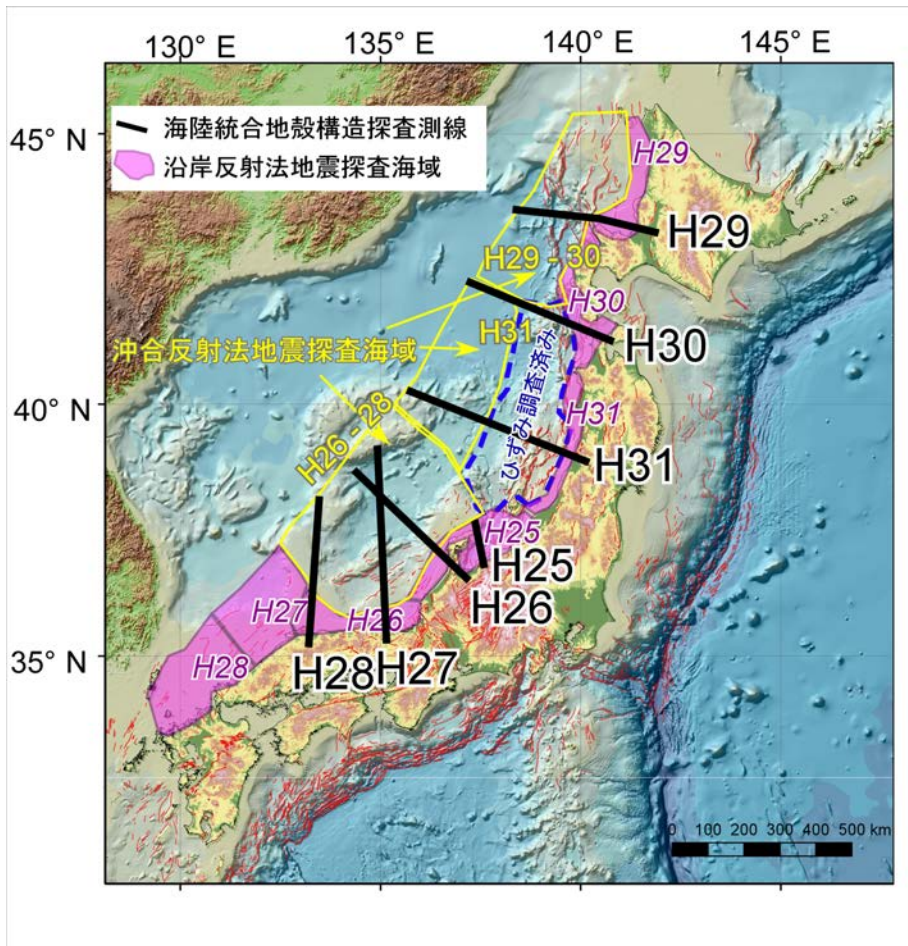 130° E
135° E
140° E
145° E
45° N
40° N
35° N
海陸統合地殻構造探査測線
沿岸反射法地震探査海域
H29
H29
H29 - 30
H30
H30
H31
沖合反射法地震探査海域
ひずみ調査済み
H31
H31
H26 - 28
H25
H25
H26
H27
H26
H28
H28
H27
0 100 200 300 400 500 km